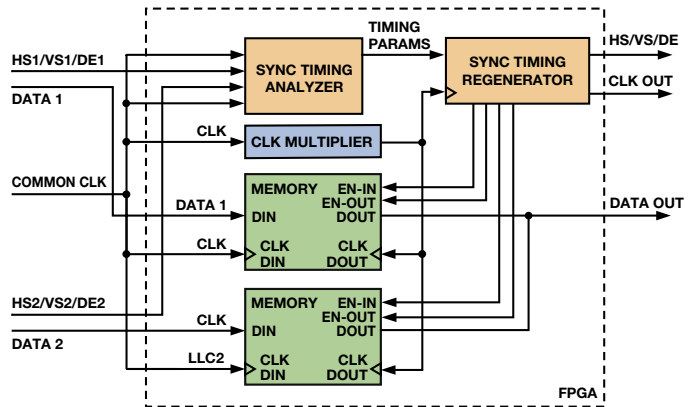 TIMING
PARAMS
HS/VS/DE
HS1/VS1/DE1
SYNC TIMING
ANALYZER
SYNC TIMING
REGENERATOR
CLK OUT
DATA 1
CLK
CLK MULTIPLIER
COMMON CLK
MEMORY EN-IN
EN-OUT
DATA 1
DIN DOUT
DATA OUT
CLK
CLK CLK
DIN DOUT
HS2/VS2/DE2
MEMORY EN-IN
EN-OUT
CLK
DIN DOUT
DATA 2
LLC2
CLK CLK
DIN DOUT
FPGA